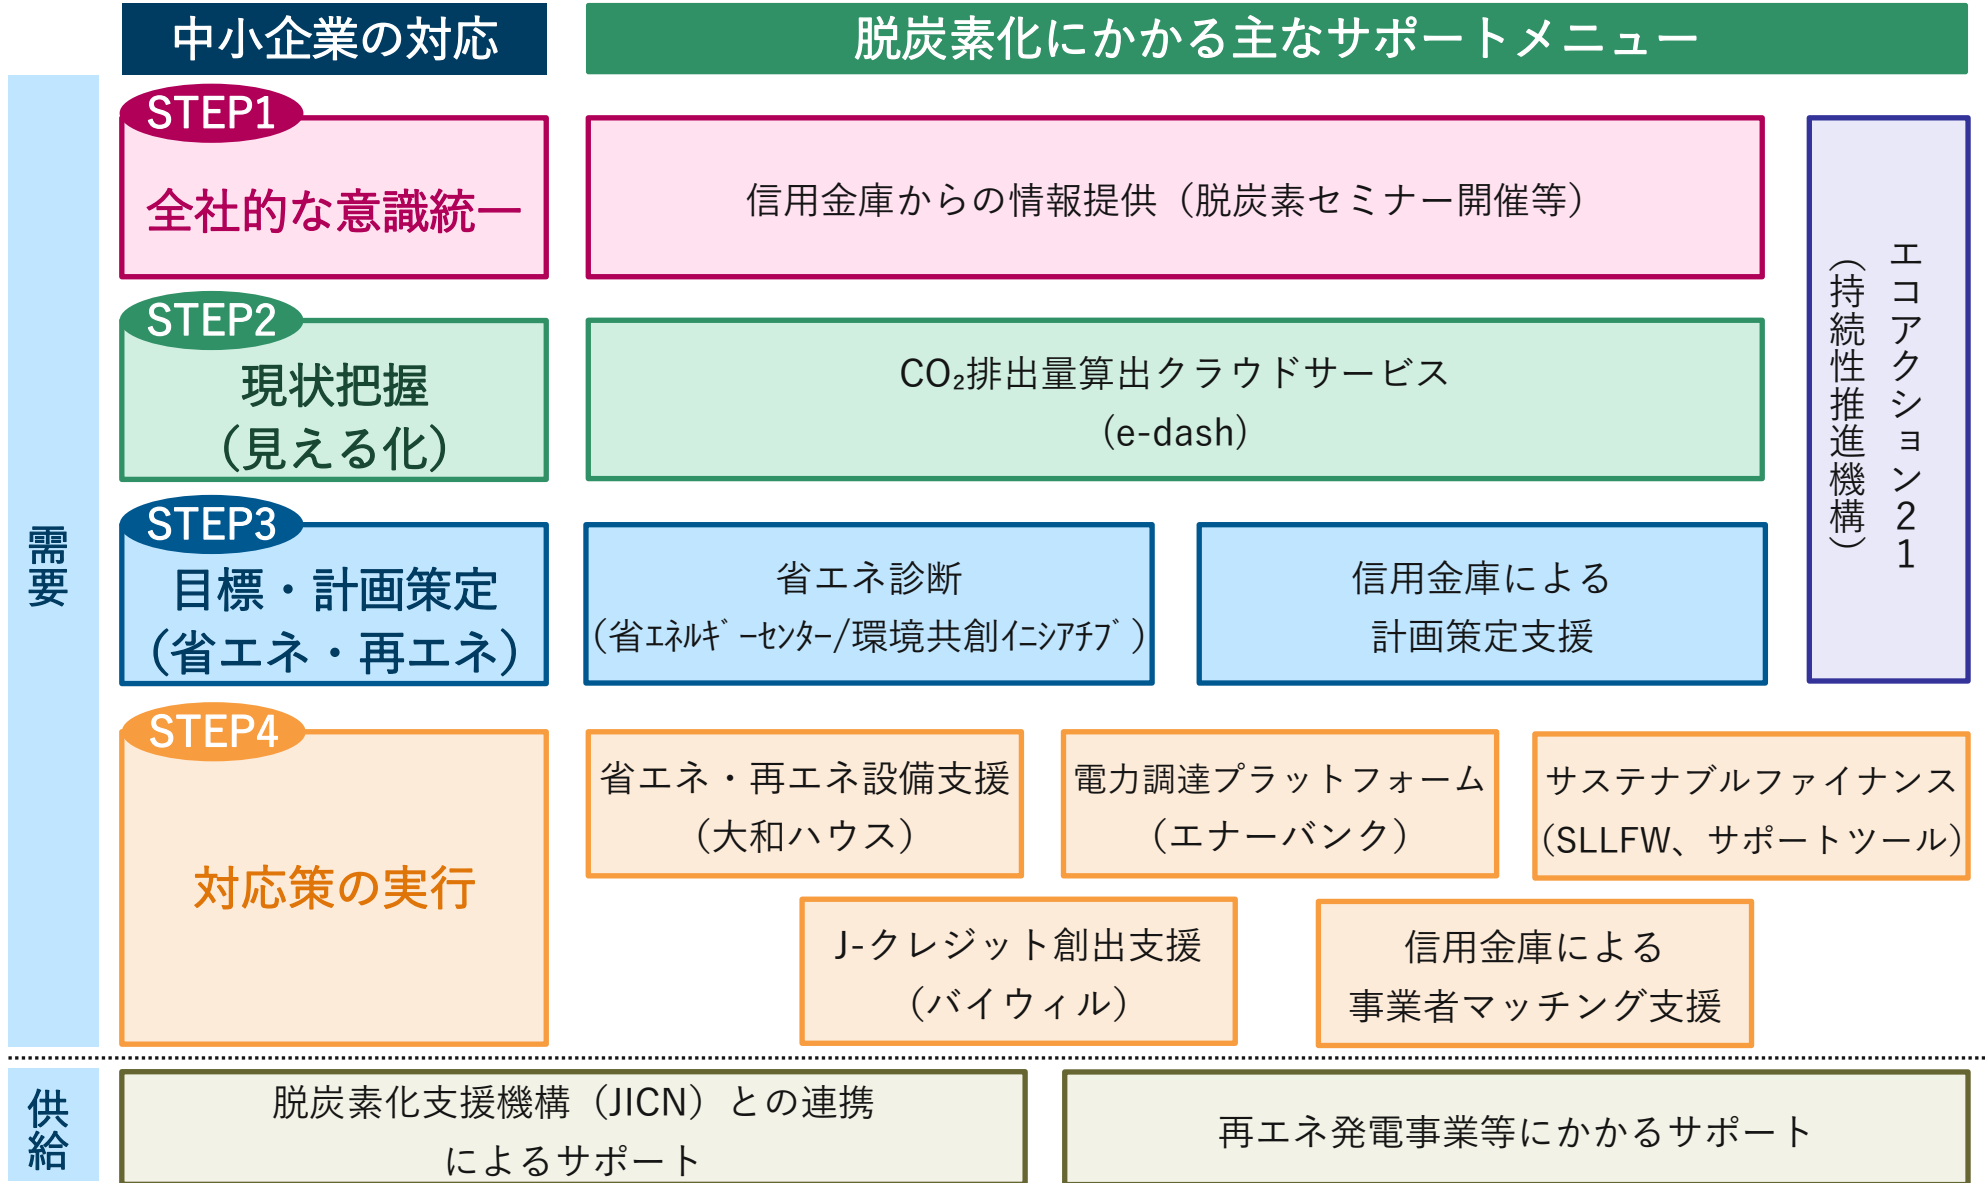 中小企業の対応
脱炭素化にかかる主なサポートメニュー
需要
STEP1
全社的な意識統一
信用金庫からの情報提供（脱炭素セミナー開催等）
エコアクション21
（持続性推進機構）
STEP2
現状把握
（見える化）
CO₂排出量算出クラウドサービス
（e-dash）
STEP3
目標・計画策定
（省エネ・再エネ）
省エネ診断
（省ｴﾈﾙｷﾞｰｾﾝﾀｰ/環境共創ｲﾆｼｱﾁﾌﾞ）
信用金庫による
計画策定支援
STEP4
対応策の実行
省エネ・再エネ設備支援
（大和ハウス）
電力調達プラットフォーム
（エナーバンク）
サステナブルファイナンス
（SLLFW、サポートツール）
J-クレジット創出支援
（バイウィル）
信用金庫による
事業者マッチング支援
供給
脱炭素化支援機構（JICN）との連携
によるサポート
再エネ発電事業等にかかるサポート